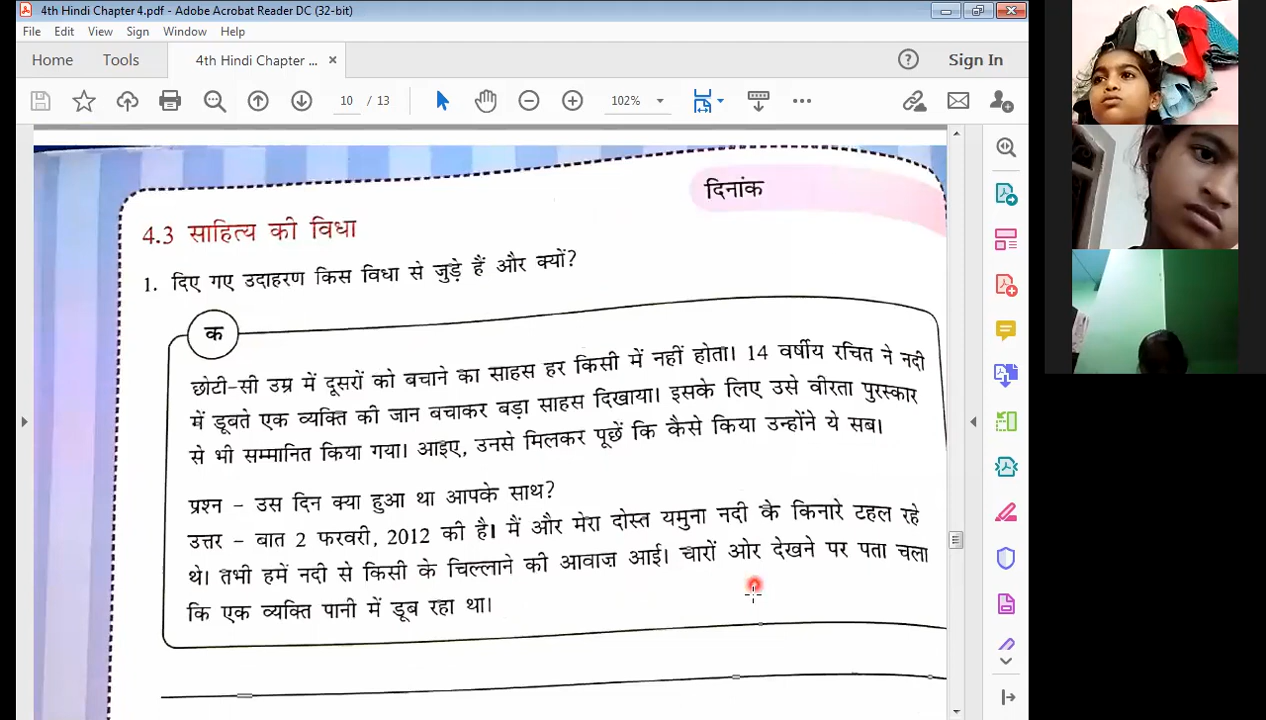 4th Hindi Chapter 4.pdf - Adobe Acrobat Reader DC (32-bit)
File Edit View Sign Window Help
Home Tools 4th Hindi Chapter ... × Sign In
10 / 13 102%
दिनांक
4.3 साहित्य की विधा
1. दिए गए उदाहरण किस विधा से जुड़े हैं और क्यों?
क
छोटी-सी उम्र में दूसरों को बचाने का साहस हर किसी में नहीं होता। 14 वर्षीय रचित ने नदी
में डूबते एक व्यक्ति की जान बचाकर बड़ा साहस दिखाया। इसके लिए उसे वीरता पुरस्कार
से भी सम्मानित किया गया। आइए, उनसे मिलकर पूछें कि कैसे किया उन्होंने ये सब।
प्रश्न – उस दिन क्या हुआ था आपके साथ?
उत्तर – बात 2 फरवरी, 2012 की है। मैं और मेरा दोस्त यमुना नदी के किनारे टहल रहे
थे। तभी हमें नदी से किसी के चिल्लाने की आवाज़ आई। चारों ओर देखने पर पता चला
कि एक व्यक्ति पानी में डूब रहा था।